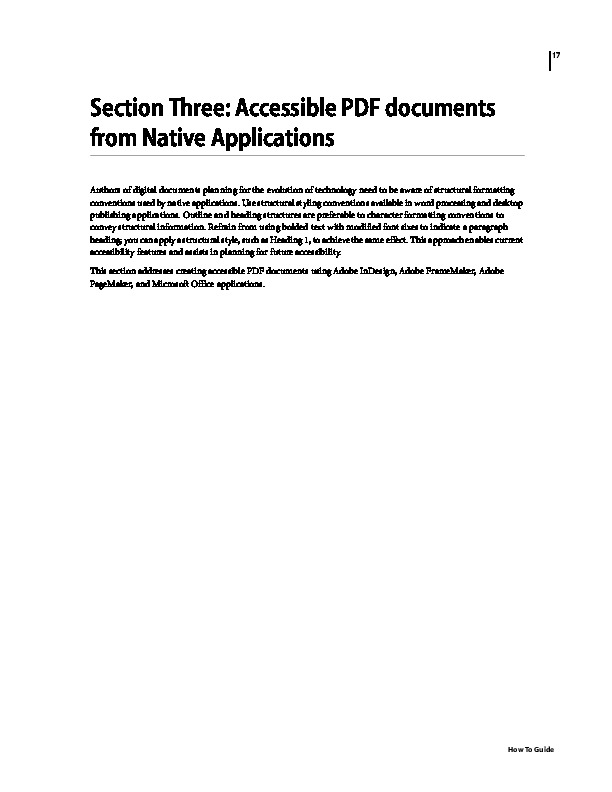 17
Section Three: Accessible PDF documents
from Native Applications
Authors of digital documents planning for the evolution of technology need to be aware of structural formatting
conventions used by native applications. Use structural styling conventions available in word processing and desktop
publishing applications. Outline and heading structures are preferable to character formatting conventions to
convey structural information. Refrain from using bolded text with modified font sizes to indicate a paragraph
heading; you can apply a structural style, such as Heading 1, to achieve the same effect. This approach enables current
accessibility features and assists in planning for future accessibility.
This section addresses creating accessible PDF documents using Adobe InDesign, Adobe FrameMaker, Adobe
PageMaker, and Microsoft Office applications.
How To Guide